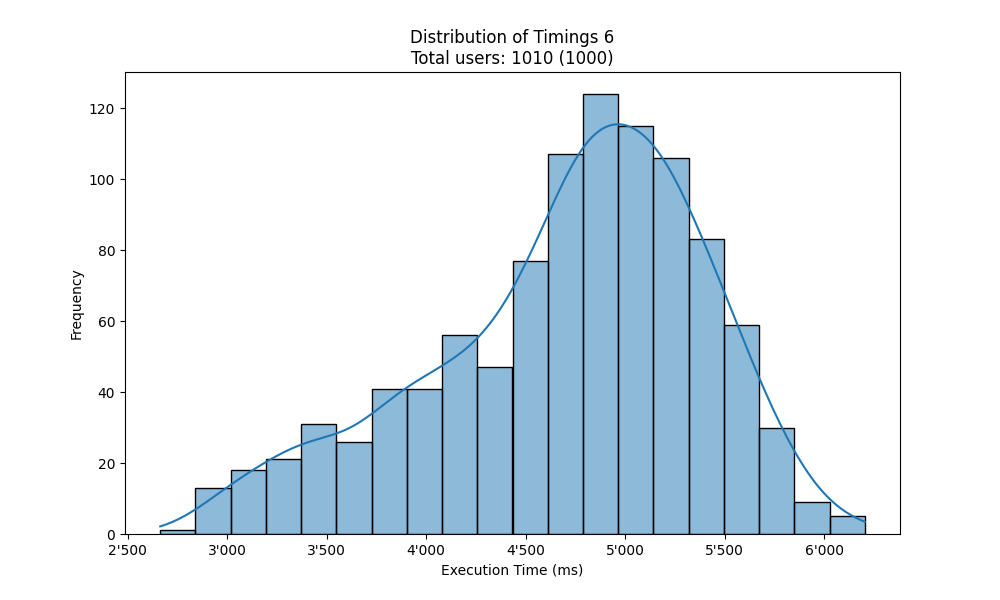 Distribution of Timings 6
Total users: 1010 (1000)
120
100
80
60
40
20
0
Frequency
2'500 3'000 3'500 4'000 4'500 5'000 5'500 6'000
Execution Time (ms)